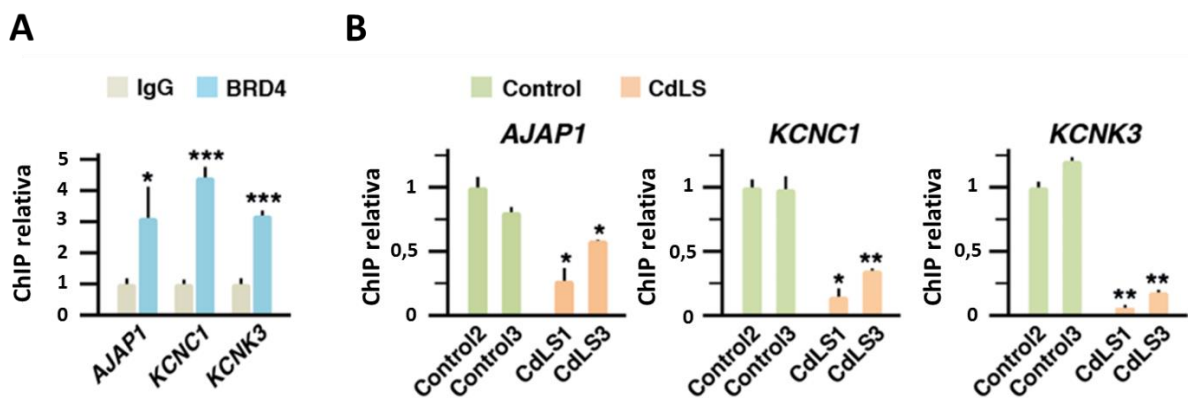 A
B
IgG BRD4
Control CdLS
AJAP1 KCNC1 KCNK3
ChIP relativa
5
4
3
2
1
0
* *** ***
AJAP1 KCNC1 KCNK3
ChIP relativa
1
0,5
0
* *
Control2 Control3 CdLS1 CdLS3
ChIP relativa
1
0,5
0
* **
Control2 Control3 CdLS1 CdLS3
ChIP relativa
1
0,5
0
** **
Control2 Control3 CdLS1 CdLS3